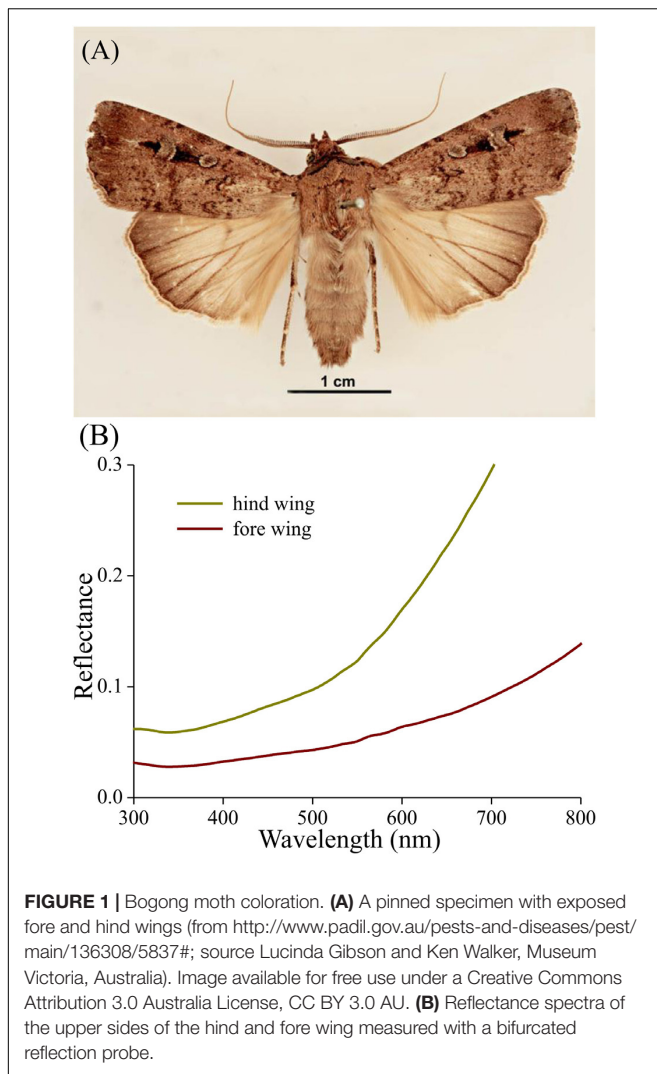 (A)
1 cm
(B)
0.3
hind wing
fore wing
0.2
Reflectance
0.1
0.0
300
400
500
600
700
800
Wavelength (nm)
FIGURE 1 | Bogong moth coloration. (A) A pinned specimen with exposed
fore and hind wings (from http://www.padil.gov.au/pests-and-diseases/pest/
main/136308/5837#; source Lucinda Gibson and Ken Walker, Museum
Victoria, Australia). Image available for free use under a Creative Commons
Attribution 3.0 Australia License, CC BY 3.0 AU. (B) Reflectance spectra of
the upper sides of the hind and fore wing measured with a bifurcated
reflection probe.